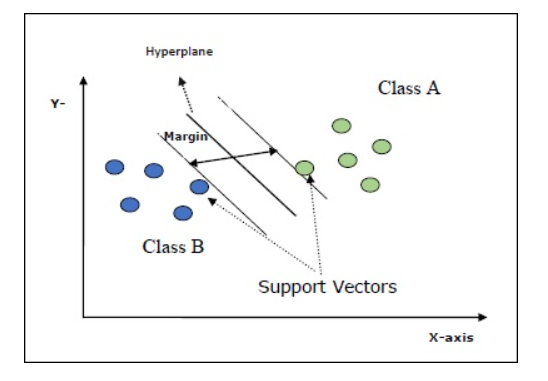 Hyperplane
Class A
Y-
Margin
Class B
Support Vectors
X-axis